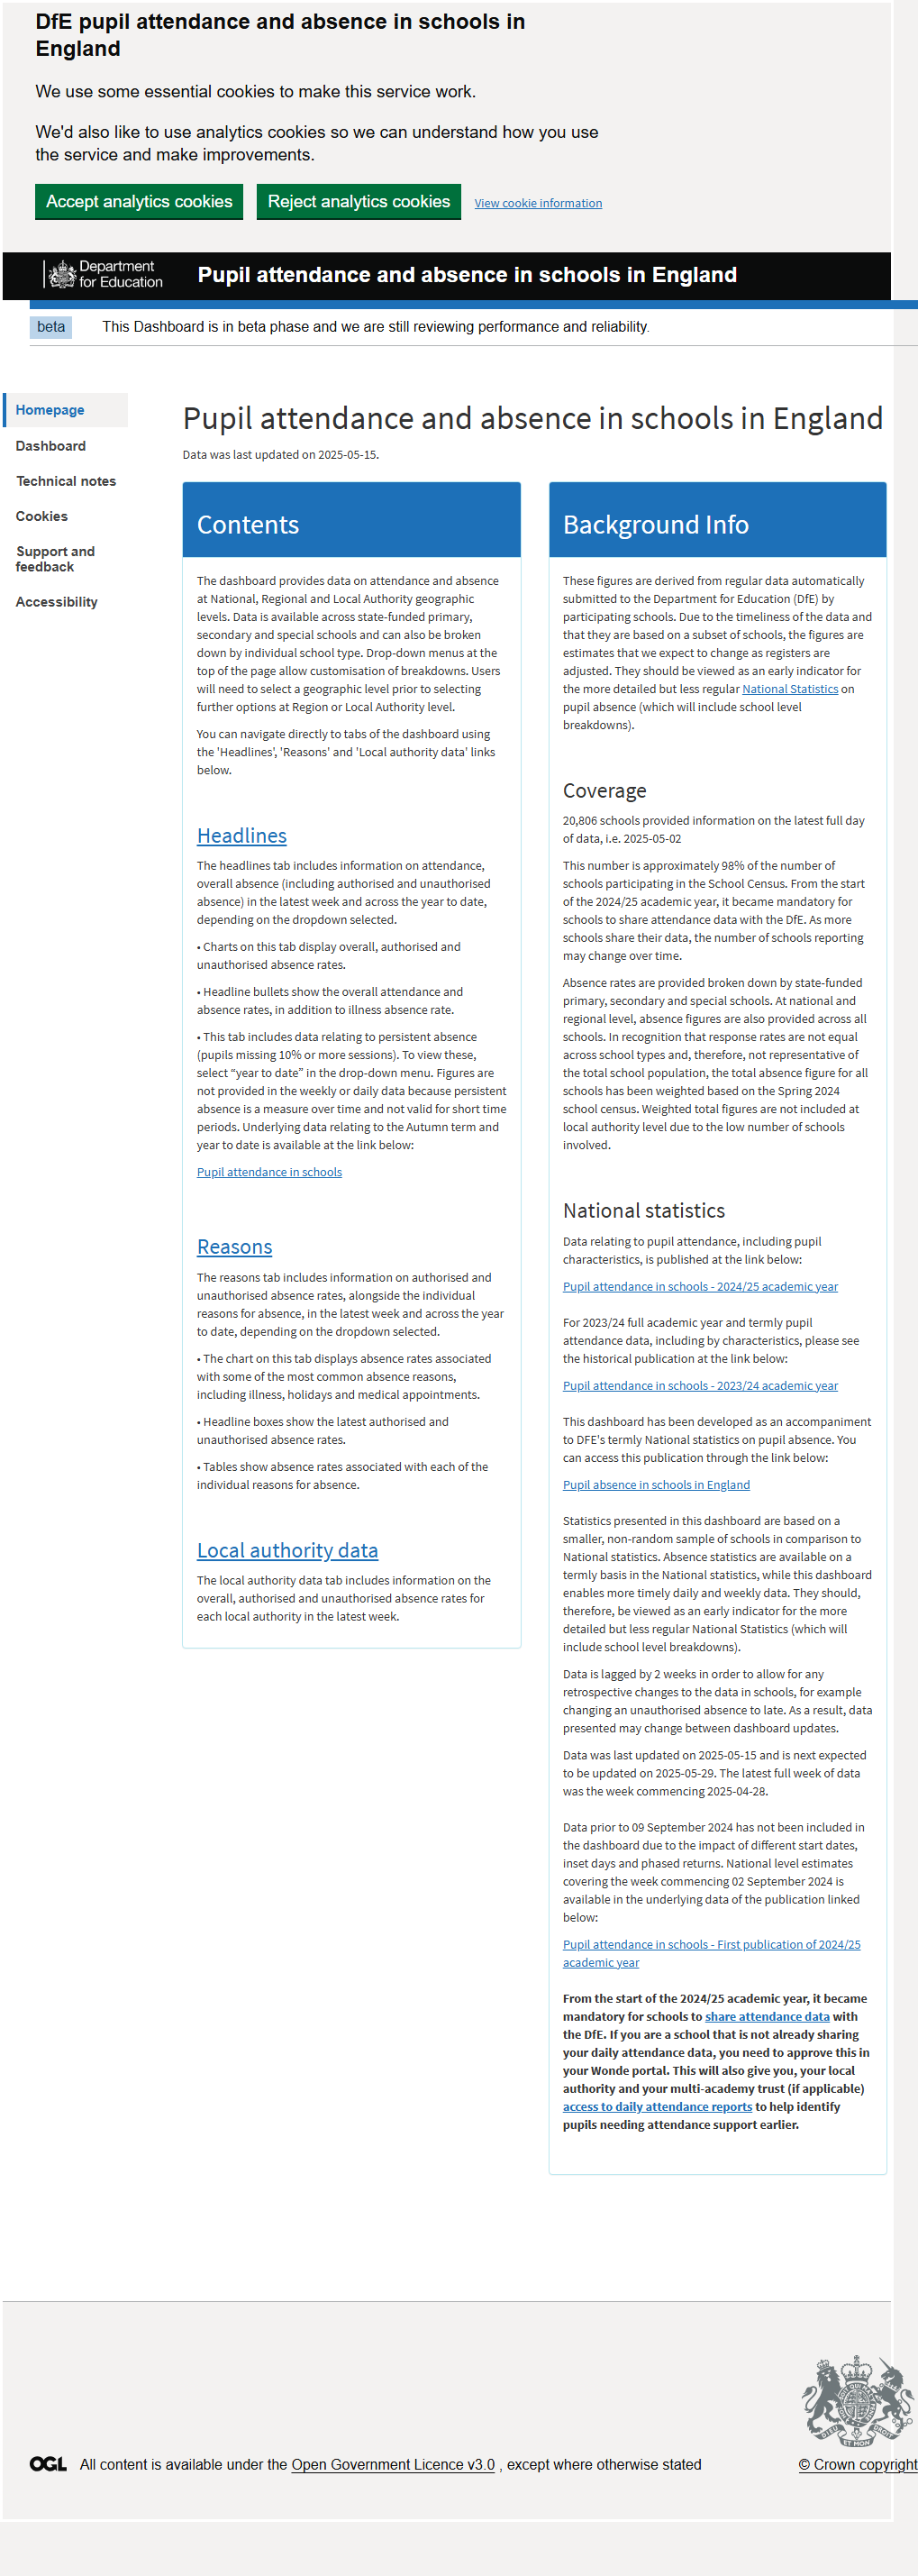 DfE pupil attendance and absence in schools in
England
We use some essential cookies to make this service work.
We'd also like to use analytics cookies so we can understand how you use
the service and make improvements.
Accept analytics cookies
Reject analytics cookies
View cookie information
Department
for Education
Pupil attendance and absence in schools in England
beta
This Dashboard is in beta phase and we are still reviewing performance and reliability.
Homepage
Dashboard
Technical notes
Cookies
Support and
feedback
Accessibility
Pupil attendance and absence in schools in England
Data was last updated on 2025-05-15.
Contents
The dashboard provides data on attendance and absence
at National, Regional and Local Authority geographic
levels. Data is available across state-funded primary,
secondary and special schools and can also be broken
down by individual school type. Drop-down menus at the
top of the page allow customisation of breakdowns. Users
will need to select a geographic level prior to selecting
further options at Region or Local Authority level.
You can navigate directly to tabs of the dashboard using
the 'Headlines', 'Reasons' and 'Local authority data' links
below.
Headlines
The headlines tab includes information on attendance,
overall absence (including authorised and unauthorised
absence) in the latest week and across the year to date,
depending on the dropdown selected.
• Charts on this tab display overall, authorised and
unauthorised absence rates.
• Headline bullets show the overall attendance and
absence rates, in addition to illness absence rate.
• This tab includes data relating to persistent absence
(pupils missing 10% or more sessions). To view these,
select “year to date” in the drop-down menu. Figures are
not provided in the weekly or daily data because persistent
absence is a measure over time and not valid for short time
periods. Underlying data relating to the Autumn term and
year to date is available at the link below:
Pupil attendance in schools
Reasons
The reasons tab includes information on authorised and
unauthorised absence rates, alongside the individual
reasons for absence, in the latest week and across the year
to date, depending on the dropdown selected.
• The chart on this tab displays absence rates associated
with some of the most common absence reasons,
including illness, holidays and medical appointments.
• Headline boxes show the latest authorised and
unauthorised absence rates.
• Tables show absence rates associated with each of the
individual reasons for absence.
Local authority data
The local authority data tab includes information on the
overall, authorised and unauthorised absence rates for
each local authority in the latest week.
Background Info
These figures are derived from regular data automatically
submitted to the Department for Education (DfE) by
participating schools. Due to the timeliness of the data and
that they are based on a subset of schools, the figures are
estimates that we expect to change as registers are
adjusted. They should be viewed as an early indicator for
the more detailed but less regular National Statistics on
pupil absence (which will include school level
breakdowns).
Coverage
20,806 schools provided information on the latest full day
of data, i.e. 2025-05-02
This number is approximately 98% of the number of
schools participating in the School Census. From the start
of the 2024/25 academic year, it became mandatory for
schools to share attendance data with the DfE. As more
schools share their data, the number of schools reporting
may change over time.
Absence rates are provided broken down by state-funded
primary, secondary and special schools. At national and
regional level, absence figures are also provided across all
schools. In recognition that response rates are not equal
across school types and, therefore, not representative of
the total school population, the total absence figure for all
schools has been weighted based on the Spring 2024
school census. Weighted total figures are not included at
local authority level due to the low number of schools
involved.
National statistics
Data relating to pupil attendance, including pupil
characteristics, is published at the link below:
Pupil attendance in schools - 2024/25 academic year
For 2023/24 full academic year and termly pupil
attendance data, including by characteristics, please see
the historical publication at the link below:
Pupil attendance in schools - 2023/24 academic year
This dashboard has been developed as an accompaniment
to DFE's termly National statistics on pupil absence. You
can access this publication through the link below:
Pupil absence in schools in England
Statistics presented in this dashboard are based on a
smaller, non-random sample of schools in comparison to
National statistics. Absence statistics are available on a
termly basis in the National statistics, while this dashboard
enables more timely daily and weekly data. They should,
therefore, be viewed as an early indicator for the more
detailed but less regular National Statistics (which will
include school level breakdowns).
Data is lagged by 2 weeks in order to allow for any
retrospective changes to the data in schools, for example
changing an unauthorised absence to late. As a result, data
presented may change between dashboard updates.
Data was last updated on 2025-05-15 and is next expected
to be updated on 2025-05-29. The latest full week of data
was the week commencing 2025-04-28.
Data prior to 09 September 2024 has not been included in
the dashboard due to the impact of different start dates,
inset days and phased returns. National level estimates
covering the week commencing 02 September 2024 is
available in the underlying data of the publication linked
below:
Pupil attendance in schools - First publication of 2024/25
academic year
From the start of the 2024/25 academic year, it became
mandatory for schools to share attendance data with
the DfE. If you are a school that is not already sharing
your daily attendance data, you need to approve this in
your Wonde portal. This will also give you, your local
authority and your multi-academy trust (if applicable)
access to daily attendance reports to help identify
pupils needing attendance support earlier.
OGL All content is available under the Open Government Licence v3.0 , except where otherwise stated
© Crown copyright